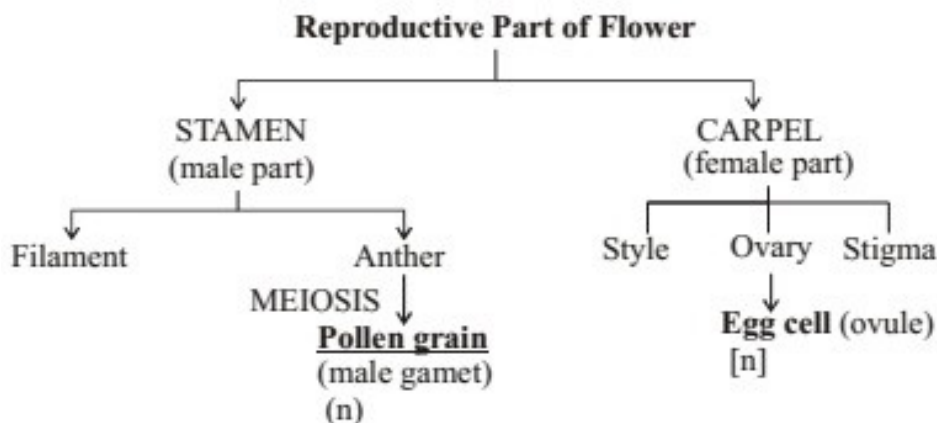 Reproductive Part of Flower
STAMEN
(male part)
CARPEL
(female part)
Filament
Anther
Style
Ovary
Stigma
MEIOSIS
Pollen grain
(male gamet)
(n)
Egg cell (ovule)
[n]